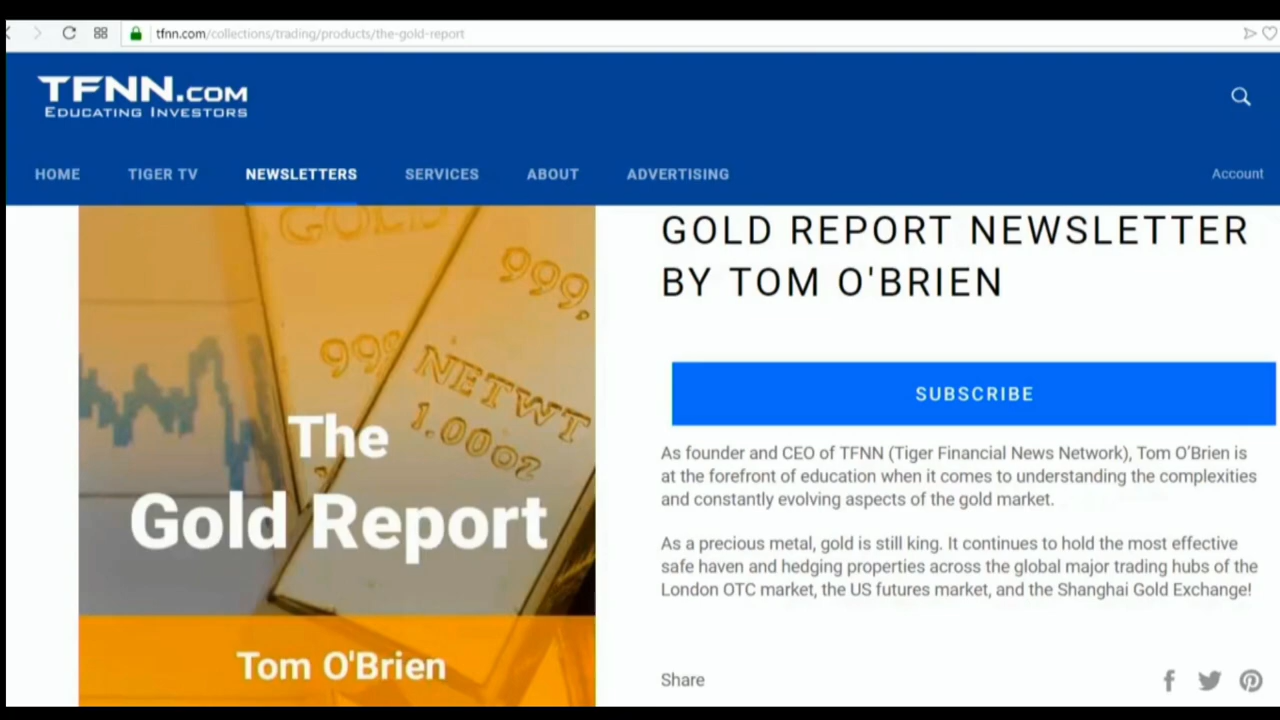 tfnn.com/collections/trading/products/the-gold-report
TFNN.COM
EDUCATING INVESTORS
HOME
TIGER TV
NEWSLETTERS
SERVICES
ABOUT
ADVERTISING
Account
GOLD
999.
999
NETWT
1.00OZ
The
Gold Report
Tom O'Brien
GOLD REPORT NEWSLETTER
BY TOM O'BRIEN
SUBSCRIBE
As founder and CEO of TFNN (Tiger Financial News Network), Tom O’Brien is
at the forefront of education when it comes to understanding the complexities
and constantly evolving aspects of the gold market.
As a precious metal, gold is still king. It continues to hold the most effective
safe haven and hedging properties across the global major trading hubs of the
London OTC market, the US futures market, and the Shanghai Gold Exchange!
Share